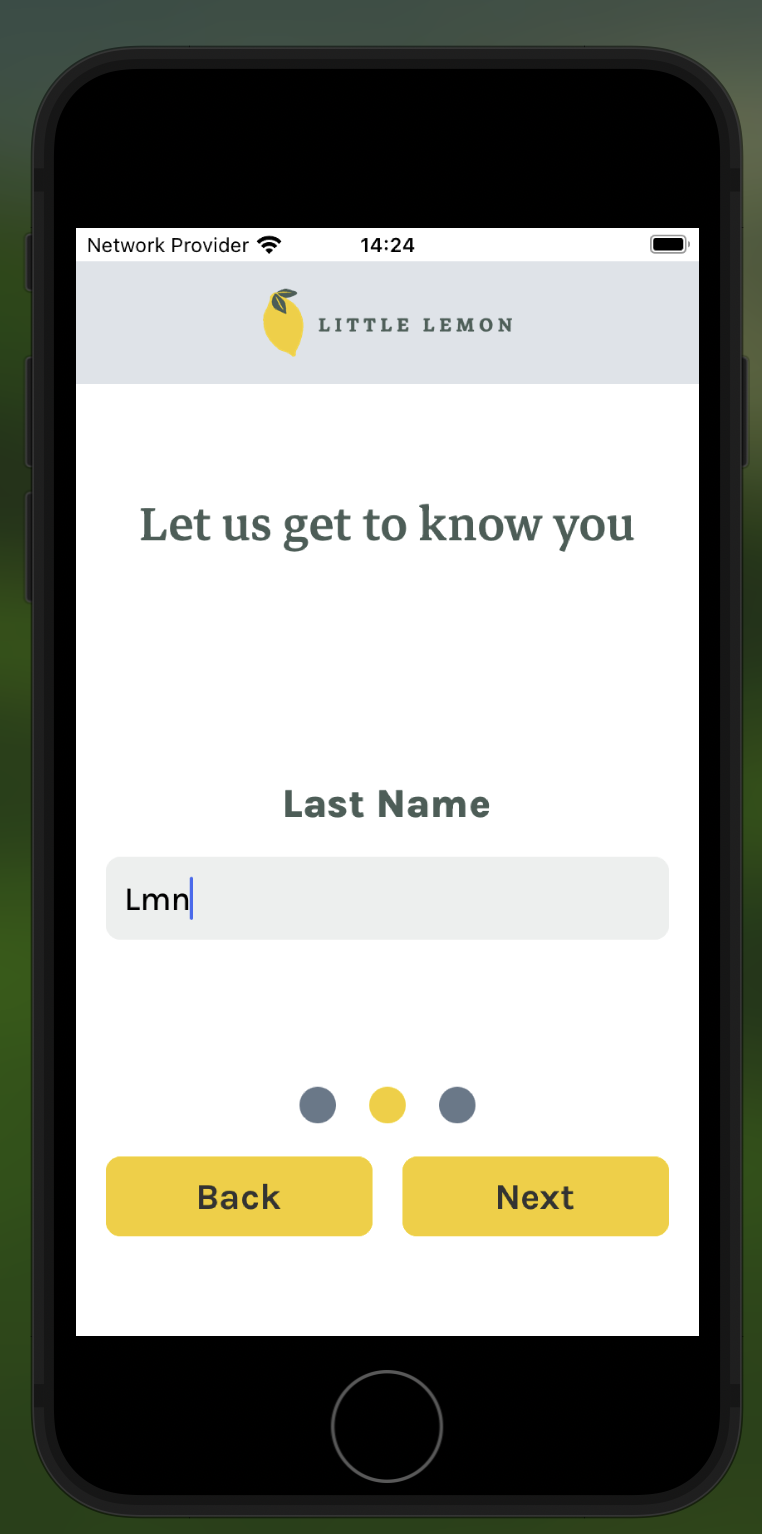 Network Provider 14:24
LITTLE LEMON
Let us get to know you
Last Name
Lmn
Back Next